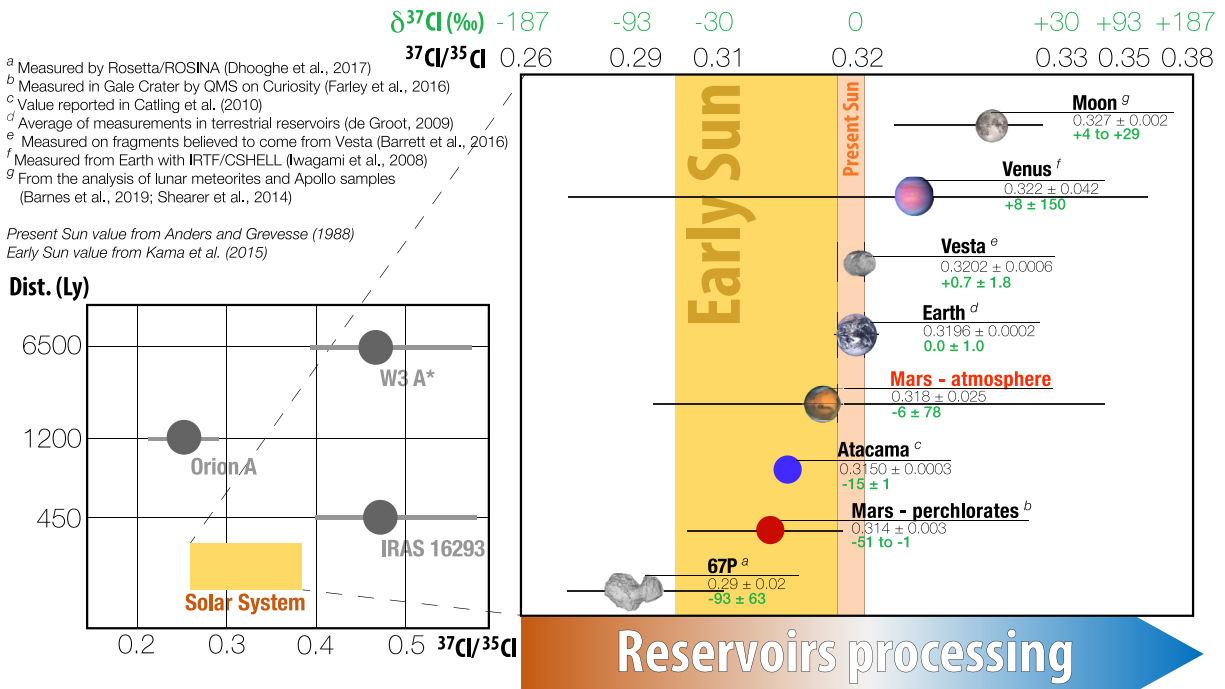 δ³⁷Cl (‰) -187 -93 -30 0 +30 +93 +187
³⁷Cl/³⁵Cl 0.26 0.29 0.31 0.32 0.33 0.35 0.38
a Measured by Rosetta/ROSINA (Dhooghe et al., 2017)
b Measured in Gale Crater by QMS on Curiosity (Farley et al., 2016)
c Value reported in Catling et al. (2010)
d Average of measurements in terrestrial reservoirs (de Groot, 2009)
e Measured on fragments believed to come from Vesta (Barrett et al., 2016)
f Measured from Earth with IRTF/CSHELL (Iwagami et al., 2008)
g From the analysis of lunar meteorites and Apollo samples
(Barnes et al., 2019; Shearer et al., 2014)
Present Sun value from Anders and Grevesse (1988)
Early Sun value from Kama et al. (2015)
Dist. (Ly)
6500
W3 A*
1200
Orion A
450
IRAS 16293
Solar System
0.2 0.3 0.4 0.5 ³⁷Cl/³⁵Cl
Early Sun
Present Sun
Moon g
0.327 ± 0.002
+4 to +29
Venus f
0.322 ± 0.042
+8 ± 150
Vesta e
0.3202 ± 0.0006
+0.7 ± 1.8
Earth d
0.3196 ± 0.0002
0.0 ± 1.0
Mars - atmosphere
0.318 ± 0.025
-6 ± 78
Atacama c
0.3150 ± 0.0003
-15 ± 1
Mars - perchlorates b
0.314 ± 0.003
-51 to -1
67P a
0.29 ± 0.02
-93 ± 63
Reservoirs processing